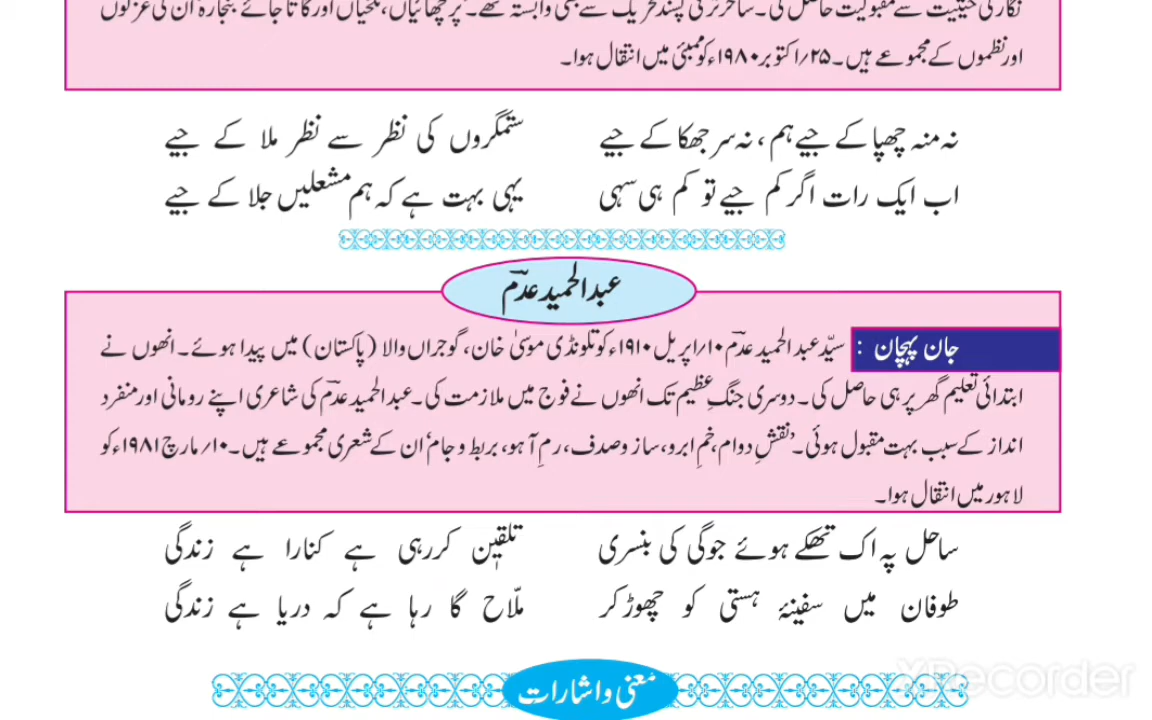 نگار کی حیثیت سے مقبولیت حاصل کی۔ ساحر ترقی پسند تحریک سے بھی وابستہ تھے۔ 'پرچھائیاں، تلخیاں اور گاتا جائے بنجارہ' ان کی غزلوں
اور نظموں کے مجموعے ہیں۔ ۲۵؍اکتوبر ۱۹۸۰ء کو ممبئی میں انتقال ہوا۔
نہ منہ چھپا کے جیے ہم، نہ سر جھکا کے جیے ستمگروں کی نظر سے نظر ملا کے جیے
اب ایک رات اگر کم جیے تو کم ہی سہی یہی بہت ہے کہ ہم مشعلیں جلا کے جیے
عبدالحمید عدمؔ
جان پہچان : سیّد عبدالحمید عدمؔ ۱۰؍اپریل ۱۹۱۰ء کو تلونڈی موسیٰ خان، گوجراں والا (پاکستان) میں پیدا ہوئے۔ انھوں نے
ابتدائی تعلیم گھر پر ہی حاصل کی۔ دوسری جنگِ عظیم تک انھوں نے فوج میں ملازمت کی۔ عبدالحمید عدمؔ کی شاعری اپنے رومانی اور منفرد
انداز کے سبب بہت مقبول ہوئی۔ 'نقشِ دوام، خمِ ابرو، ساز و صدف، رمِ آہو، بربط و جام' ان کے شعری مجموعے ہیں۔ ۱۰؍مارچ ۱۹۸۱ء کو
لاہور میں انتقال ہوا۔
ساحل پہ اک تھکے ہوئے جوگی کی بنسری تلقین کر رہی ہے کنارا ہے زندگی
طوفان میں سفینۂ ہستی کو چھوڑ کر ملّاح گا رہا ہے کہ دریا ہے زندگی
معنی و اشارات
XRecorder